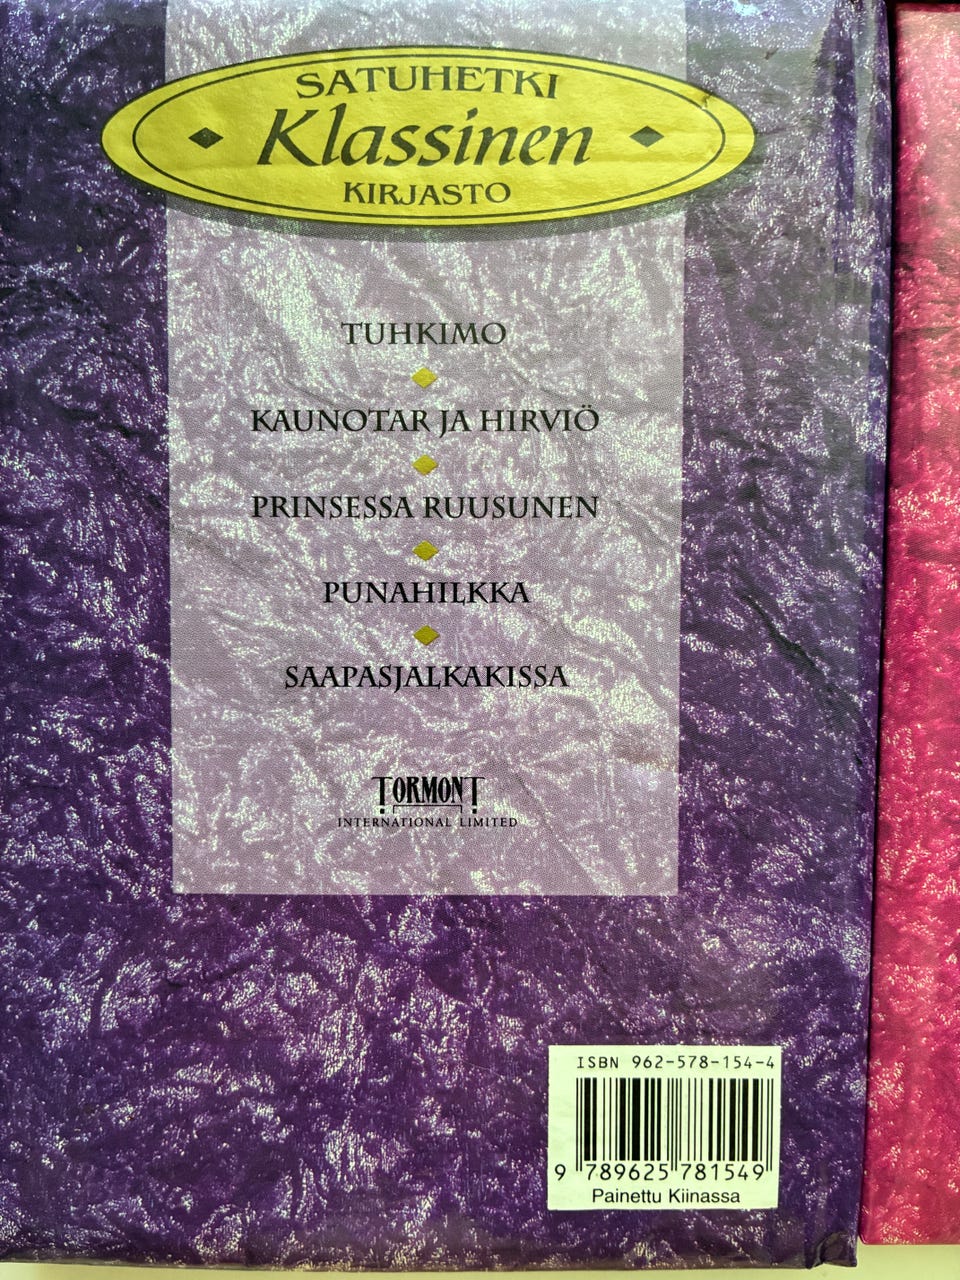 SATUHETKI
Klassinen
KIRJASTO
TUHKIMO
KAUNOTAR JA HIRVIÖ
PRINSESSA RUUSUNEN
PUNAHILKKA
SAAPASJALKAKISSA
TORMONT
INTERNATIONAL LIMITED
ISBN 962-578-154-4
9 789625 781549
Painettu Kiinassa